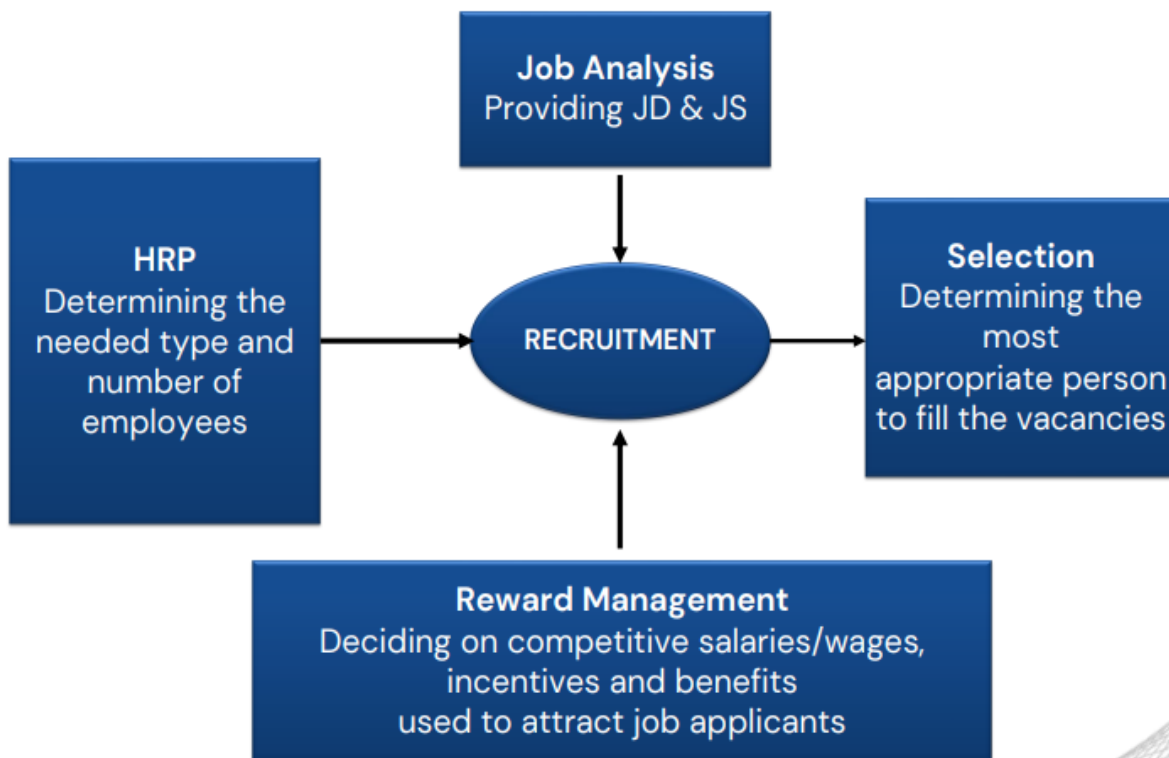 Job Analysis
Providing JD & JS
HRP
Determining the
needed type and
number of
employees
RECRUITMENT
Selection
Determining the
most
appropriate person
to fill the vacancies
Reward Management
Deciding on competitive salaries/wages,
incentives and benefits
used to attract job applicants